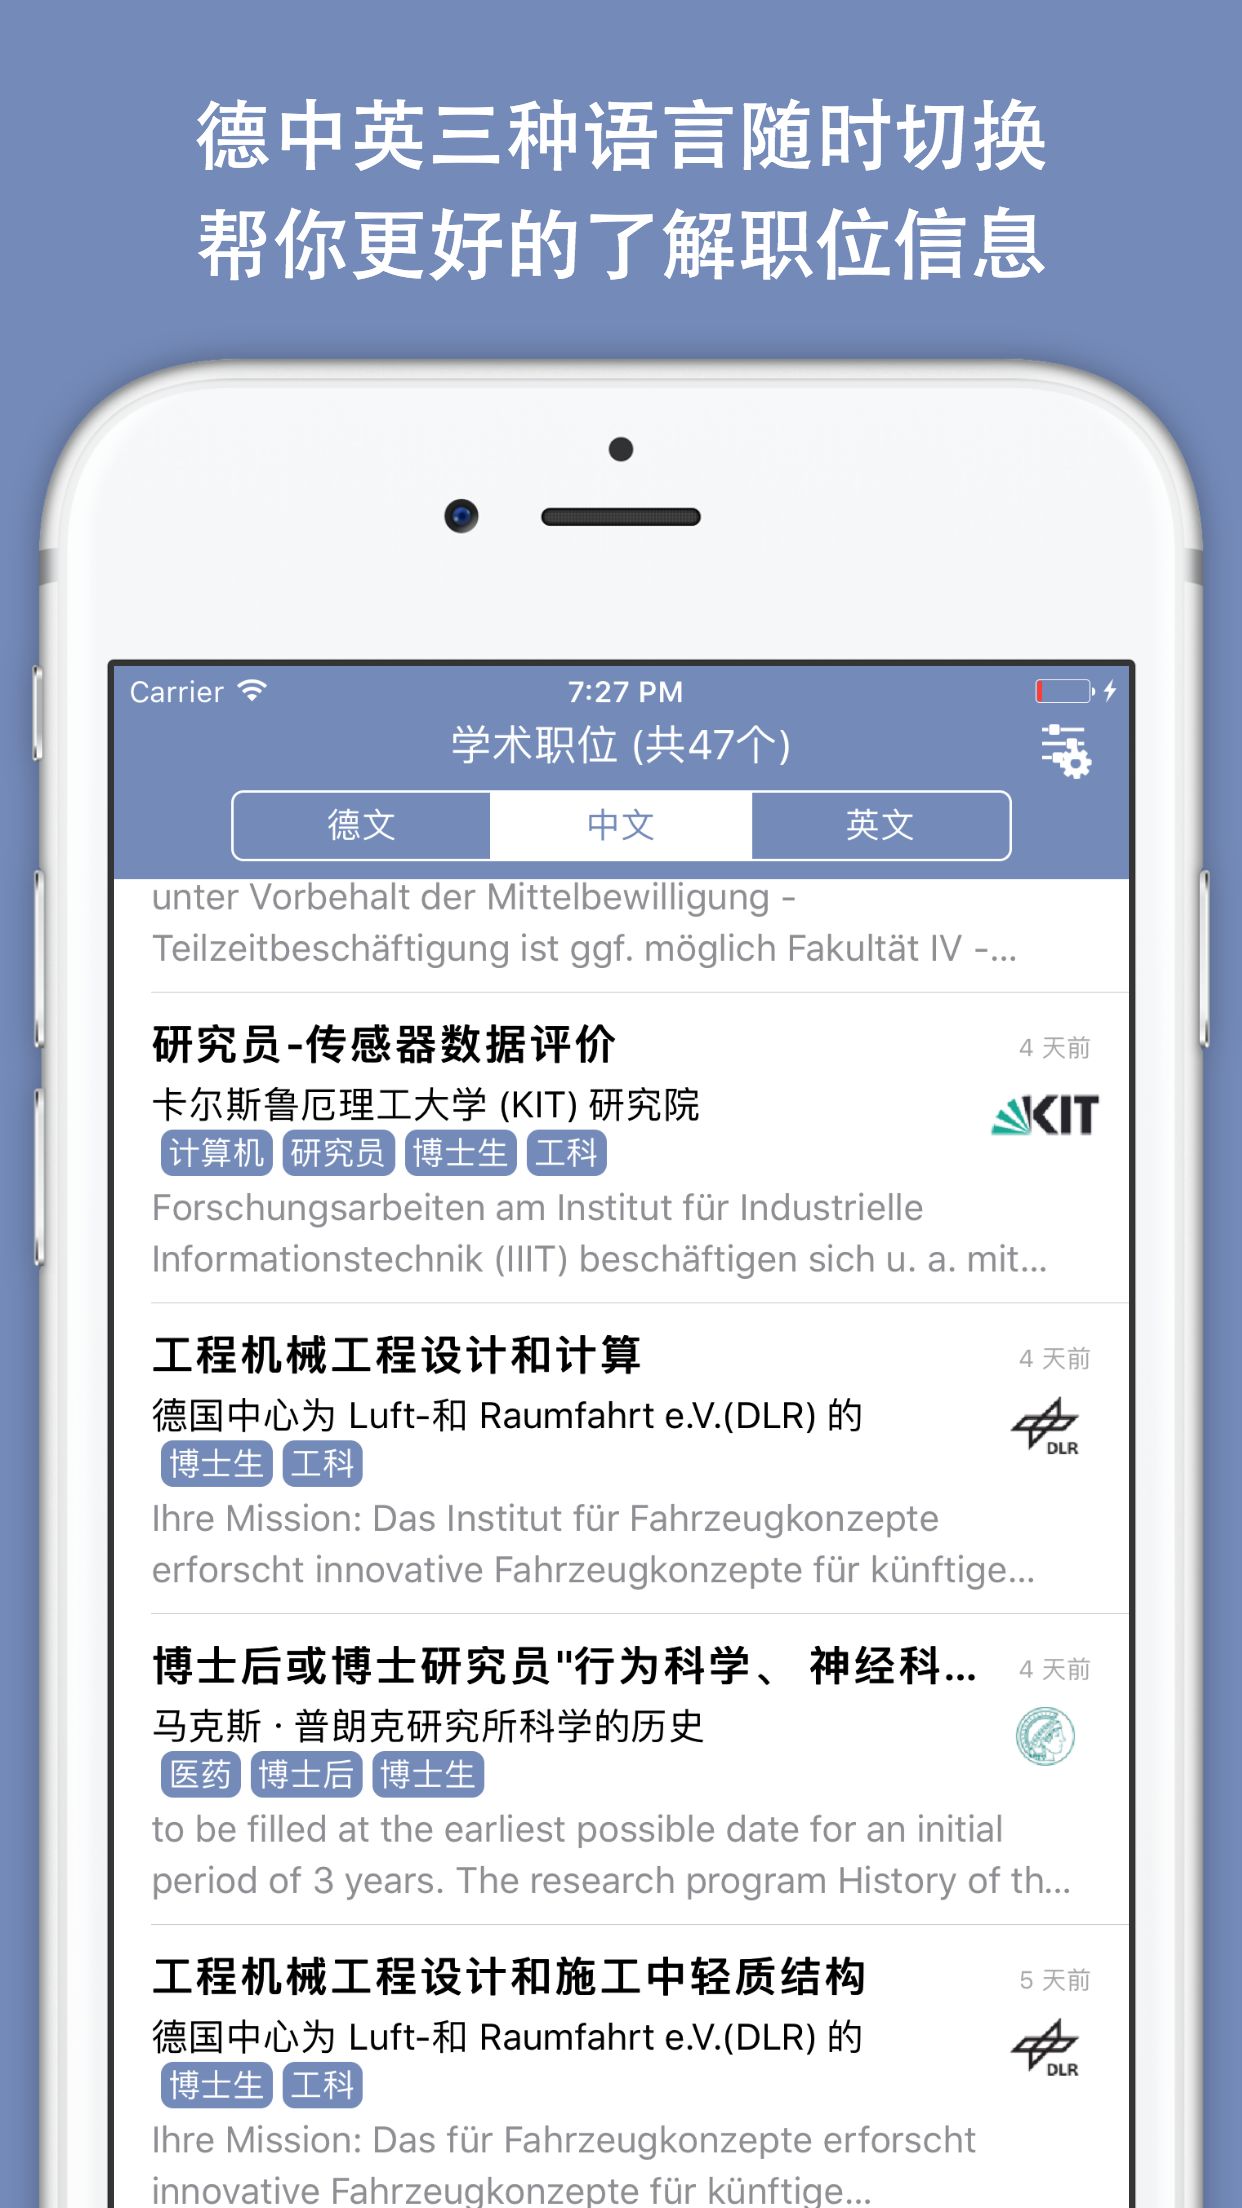 德中英三种语言随时切换
帮你更好的了解职位信息
Carrier 7:27 PM
学术职位 (共47个)
德文 中文 英文
unter Vorbehalt der Mittelbewilligung -
Teilzeitbeschäftigung ist ggf. möglich Fakultät IV -...
研究员-传感器数据评价 4 天前
卡尔斯鲁厄理工大学 (KIT) 研究院
KIT
计算机 研究员 博士生 工科
Forschungsarbeiten am Institut für Industrielle
Informationstechnik (IIIT) beschäftigen sich u. a. mit...
工程机械工程设计和计算 4 天前
德国中心为 Luft-和 Raumfahrt e.V.(DLR) 的
DLR
博士生 工科
Ihre Mission: Das Institut für Fahrzeugkonzepte
erforscht innovative Fahrzeugkonzepte für künftige...
博士后或博士研究员"行为科学、 神经科... 4 天前
马克斯 · 普朗克研究所科学的历史
医药 博士后 博士生
to be filled at the earliest possible date for an initial
period of 3 years. The research program History of th...
工程机械工程设计和施工中轻质结构 5 天前
德国中心为 Luft-和 Raumfahrt e.V.(DLR) 的
DLR
博士生 工科
Ihre Mission: Das für Fahrzeugkonzepte erforscht
innovative Fahrzeugkonzepte für künftige...